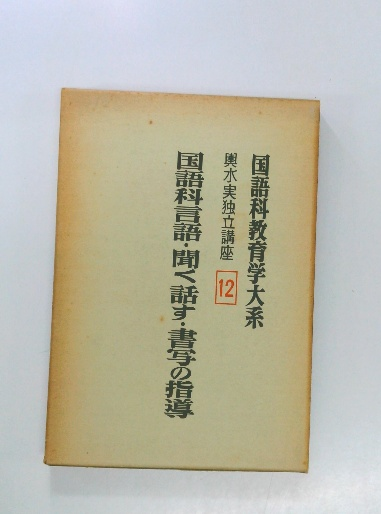 国語科教育学大系
輿水実独立講座
12
国語科言語・聞く話す・書写の指導